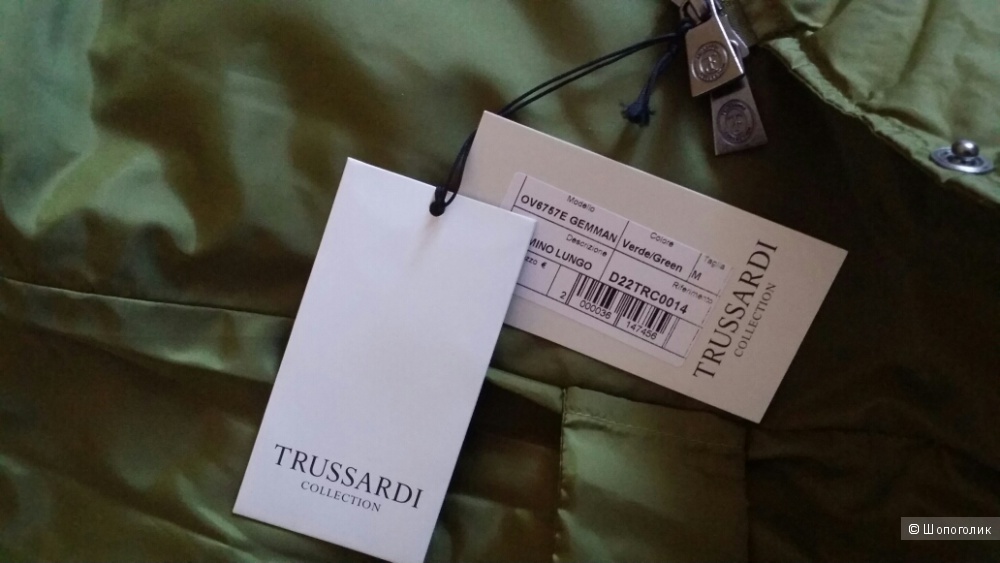 Modello
OV6757E GEMMAN
Colore
Verde/Green
Taglia
M
Descrizione
MINO LUNGO
Riferimento
D22TRC0014
€
2
000036
147456
TRUSSARDI
COLLECTION
TRUSSARDI
COLLECTION
© Шопоголик